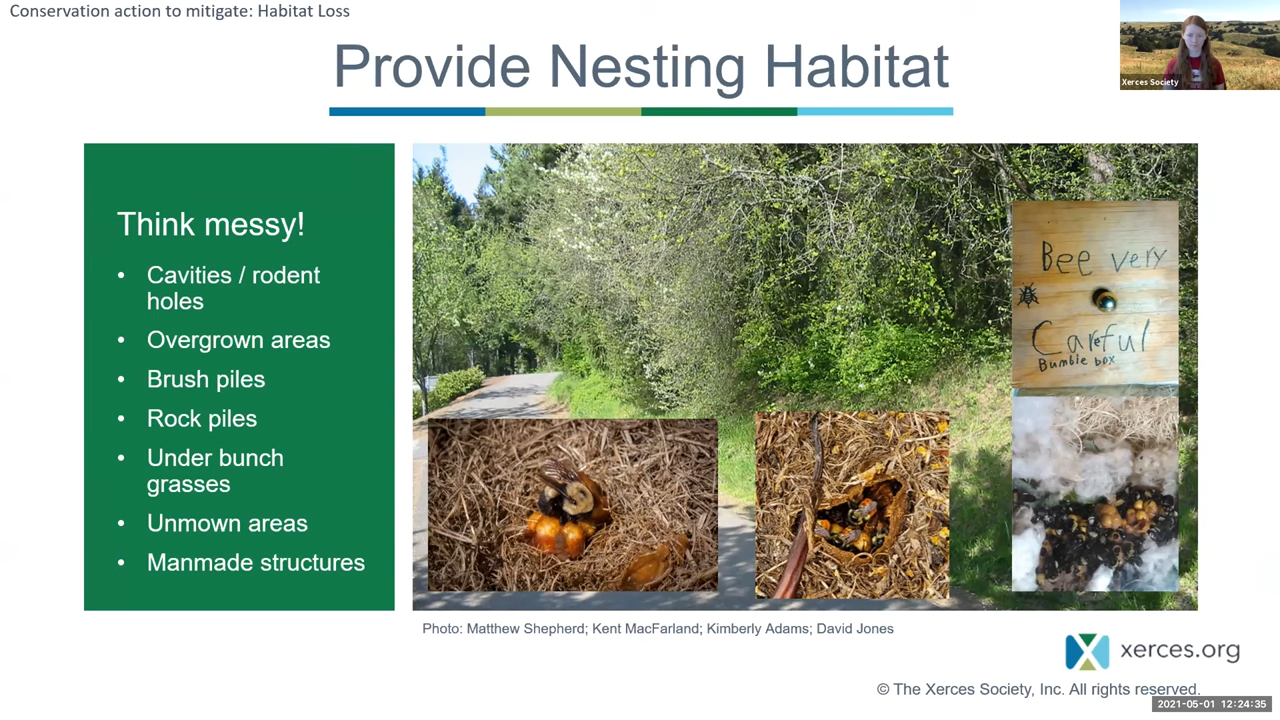 Conservation action to mitigate: Habitat Loss
Provide Nesting Habitat
Xerces Society
Think messy!
• Cavities / rodent
holes
• Overgrown areas
• Brush piles
• Rock piles
• Under bunch
grasses
• Unmown areas
• Manmade structures
Bee very
Careful
Bumble box
Photo: Matthew Shepherd; Kent MacFarland; Kimberly Adams; David Jones
xerces.org
© The Xerces Society, Inc. All rights reserved.
2021-05-01 12:24:35